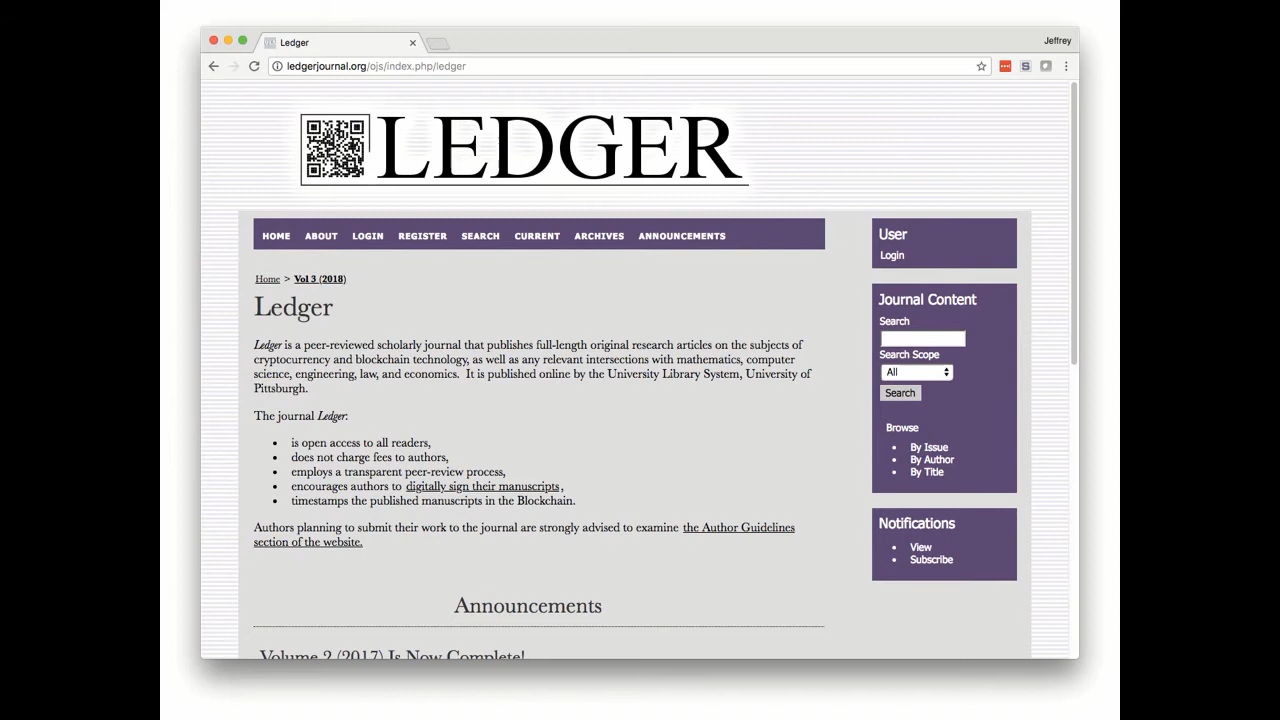 Ledger
Jeffrey
ledgerjournal.org/ojs/index.php/ledger
LEDGER
HOME ABOUT LOGIN REGISTER SEARCH CURRENT ARCHIVES ANNOUNCEMENTS
Home > Vol 3 (2018)
Ledger
Ledger is a peer-reviewed scholarly journal that publishes full-length original research articles on the subjects of
cryptocurrency and blockchain technology, as well as any relevant intersections with mathematics, computer
science, engineering, law, and economics. It is published online by the University Library System, University of
Pittsburgh.
The journal Ledger:
• is open access to all readers,
• does not charge fees to authors,
• employs a transparent peer-review process,
• encourages authors to digitally sign their manuscripts,
• timestamps the published manuscripts in the Blockchain.
Authors planning to submit their work to the journal are strongly advised to examine the Author Guidelines
section of the website.
Announcements
Volume 2 (2017) Is Now Complete!
User
Login
Journal Content
Search
Search Scope
All
Search
Browse
• By Issue
• By Author
• By Title
Notifications
• View
• Subscribe